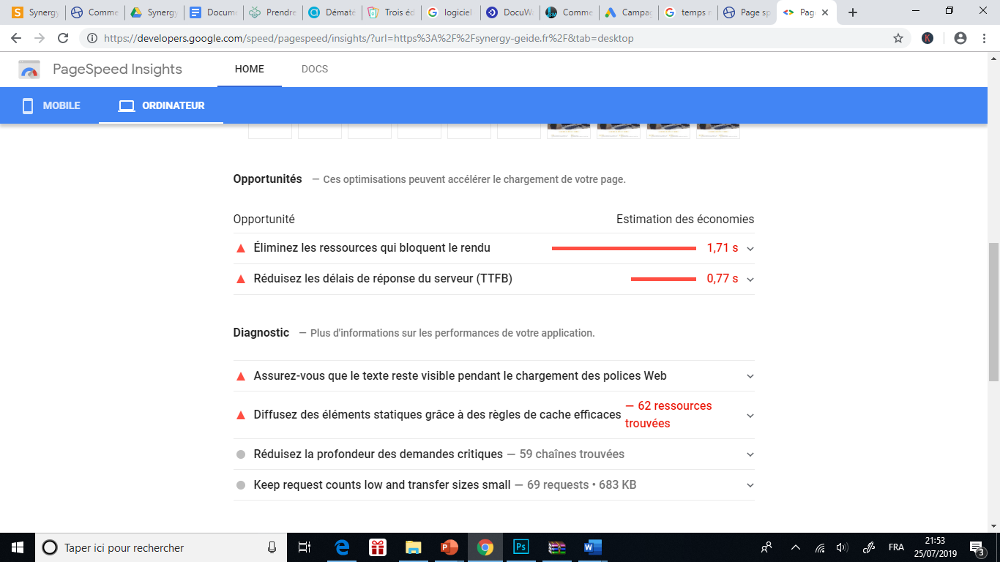 Synergy
Comme
Synergy
Docume
Prendre
Dématé
Trois éd
logiciel
DocuWa
Comme
Campag
temps r
Page sp
Pag
https://developers.google.com/speed/pagespeed/insights/?url=https%3A%2F%2Fsynergy-geide.fr%2F&tab=desktop
K
PageSpeed Insights
HOME
DOCS
MOBILE
ORDINATEUR
Opportunités — Ces optimisations peuvent accélérer le chargement de votre page.
Opportunité
Estimation des économies
Éliminez les ressources qui bloquent le rendu
1,71 s
Réduisez les délais de réponse du serveur (TTFB)
0,77 s
Diagnostic — Plus d'informations sur les performances de votre application.
Assurez-vous que le texte reste visible pendant le chargement des polices Web
Diffusez des éléments statiques grâce à des règles de cache efficaces
— 62 ressources
trouvées
Réduisez la profondeur des demandes critiques — 59 chaînes trouvées
Keep request counts low and transfer sizes small — 69 requests • 683 KB
Taper ici pour rechercher
FRA
21:53
25/07/2019
3